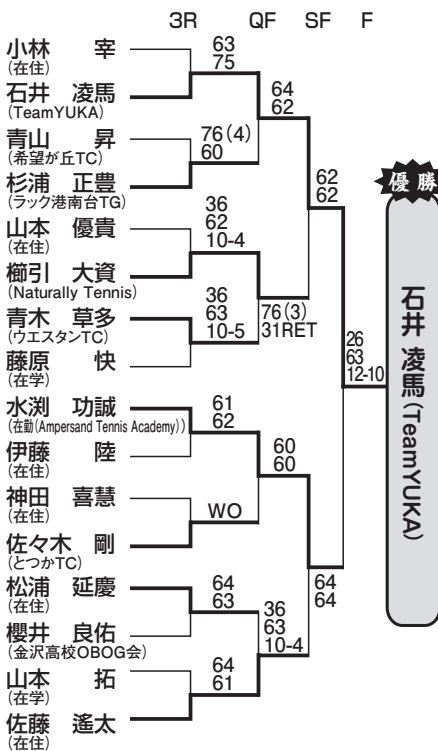 3R QF SF F
小林 宰
(在住)
63
75
石井 凌馬
(TeamYUKA)
64
62
青山 昇
(希望が丘TC)
76(4)
60
杉浦 正豊
(ラック港南台TG)
62
62
山本 優貴
(在住)
36
62
10-4
櫛引 大資
(Naturally Tennis)
76(3)
31RET
青木 草多
(ウエスタンTC)
36
63
10-5
藤原 快
(在学)
26
63
12-10
水渕 功誠
(在勤(Ampersand Tennis Academy))
61
62
伊藤 陸
(在住)
60
60
神田 喜慧
(在住)
WO
佐々木 剛
(とつかTC)
64
64
松浦 延慶
(在住)
64
63
櫻井 良佑
(金沢高校OBOG会)
36
63
10-4
山本 拓
(在学)
64
61
佐藤 遙太
(在住)
優勝
石井 凌馬(TeamYUKA)